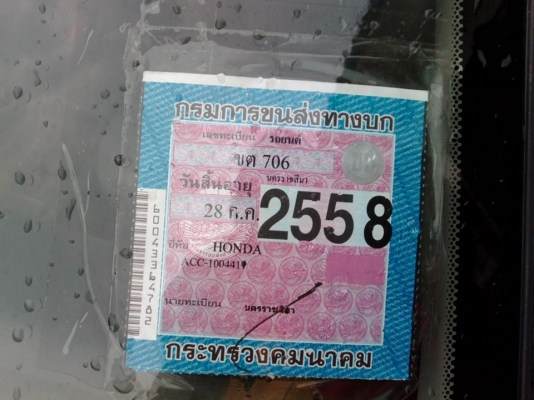 กรมการขนส่งทางบก
เลขทะเบียน รถยนต์
ขต 706
นครราชสีมา
วันสิ้นอายุ
28 ก.ค. 2558
ยี่ห้อ HONDA
ACC-100441
นายทะเบียน นครราชสีมา
กระทรวงคมนาคม
6004336478